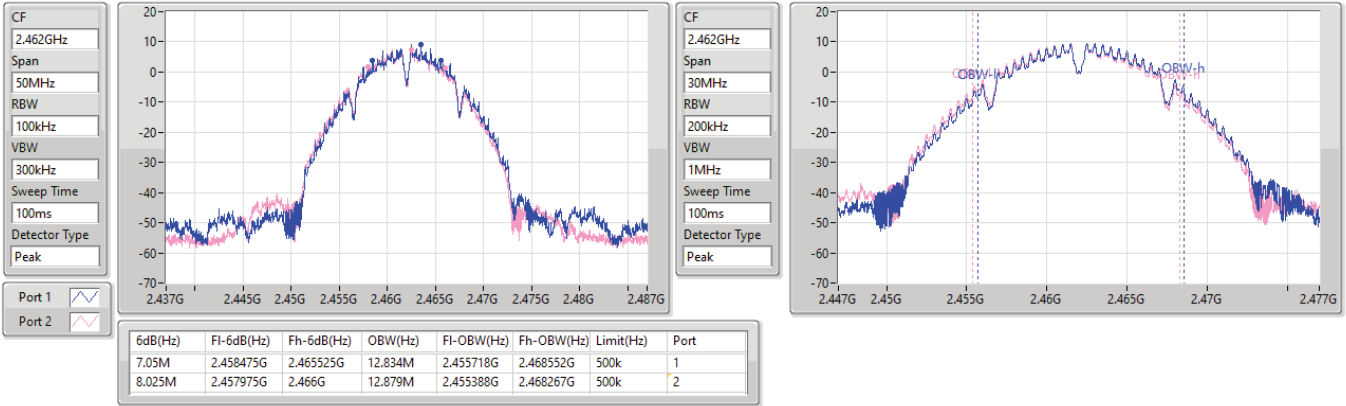 CF
2.462GHz
Span
50MHz
RBW
100kHz
VBW
300kHz
Sweep Time
100ms
Detector Type
Peak
Port 1
Port 2
20
10
0
-10
-20
-30
-40
-50
-60
-70
2.437G 2.445G 2.45G 2.455G 2.46G 2.465G 2.47G 2.475G 2.48G 2.487G
CF
2.462GHz
Span
30MHz
RBW
200kHz
VBW
1MHz
Sweep Time
100ms
Detector Type
Peak
20
10
0
-10
-20
-30
-40
-50
-60
-70
OBW-h
2.447G 2.45G 2.455G 2.46G 2.465G 2.47G 2.477G
6dB(Hz) Fl-6dB(Hz) Fh-6dB(Hz) OBW(Hz) Fl-OBW(Hz) Fh-OBW(Hz) Limit(Hz) Port
7.05M 2.458475G 2.465525G 12.834M 2.455718G 2.468552G 500k 1
8.025M 2.457975G 2.466G 12.879M 2.455388G 2.468267G 500k 2